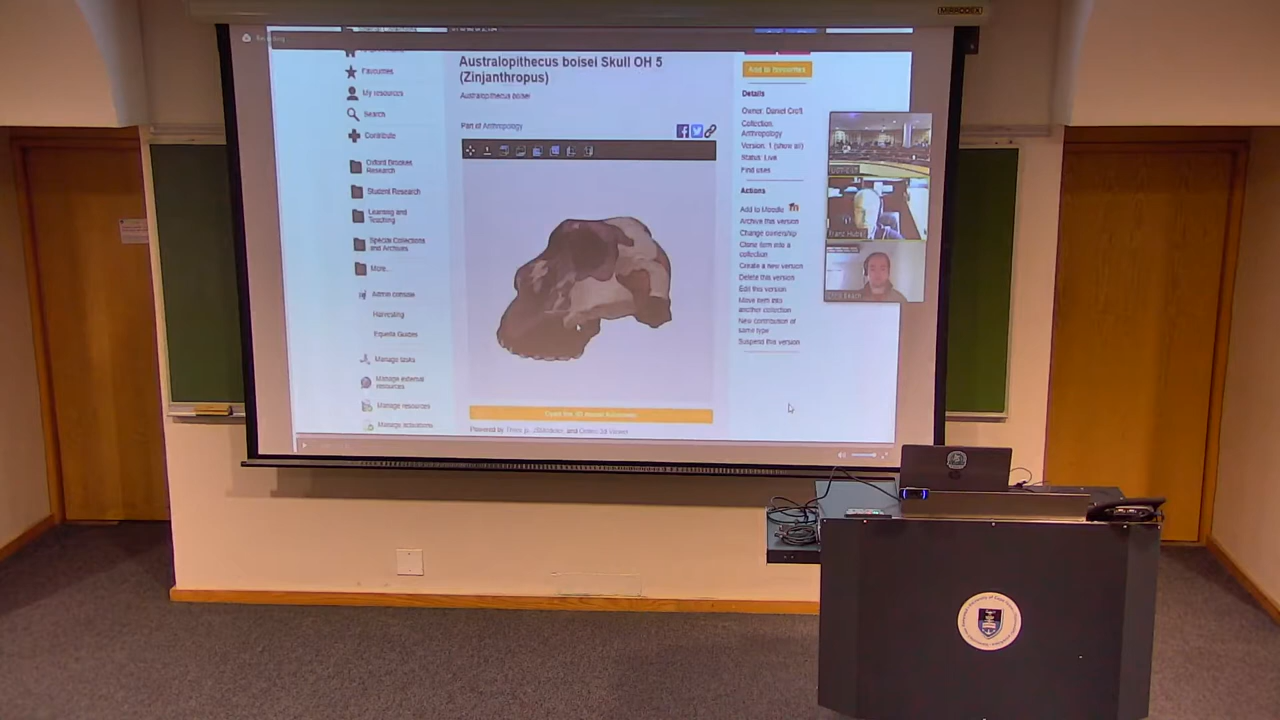 MIRRODEX
Australopithecus boisei Skull OH 5
(Zinjanthropus)
Australopithecus boisei
Part of Anthropology
Favourites
My resources
Search
Contribute
Oxford Brookes
Research
Student Research
Learning and
Teaching
Special Collections
and Archives
More...
Admin console
Harvesting
Equella Guides
Manage tasks
Manage external
resources
Manage resources
Manage activations
Add to favourites
Details
Owner: Daniel Croft
Collection:
Anthropology
Version: 1 (show all)
Status: Live
Find uses
Actions
Add to Moodle
Archive this version
Change ownership
Clone item into a
collection
Create a new version
Delete this version
Edit this version
Move item into
another collection
New contribution of
same type
Suspend this version
Powered by